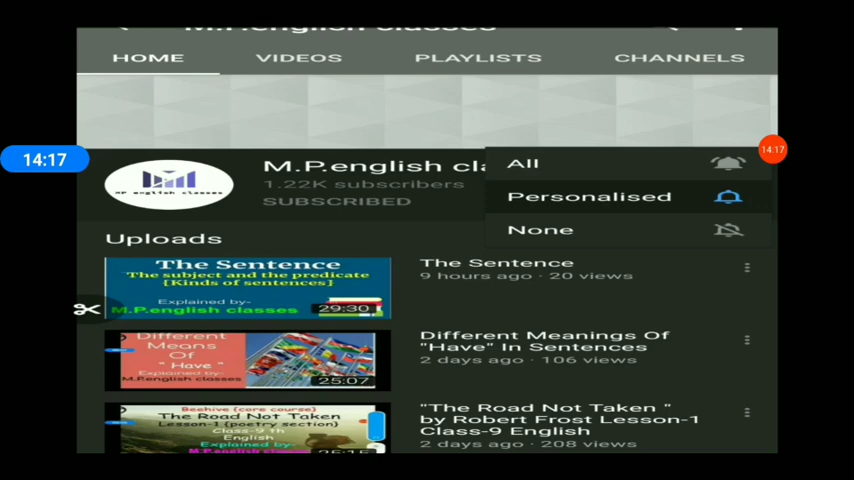 M.P.english classes
HOME
VIDEOS
PLAYLISTS
CHANNELS
14:17
14:17
M.P.english cla
1.22K subscribers
SUBSCRIBED
All
Personalised
None
MP english classes
Uploads
The Sentence
The subject and the predicate
{Kinds of sentences}
Explained by-
M.P.english classes
29:30
The Sentence
9 hours ago · 20 views
Different
Means
Of
" Have "
Explained by-
M.P.english classes
25:07
Different Meanings Of
"Have" In Sentences
2 days ago · 106 views
Beehive (core course)
The Road Not Taken
Lesson-1 (poetry section)
Class-9 th
English
Explained by-
M.P.english classes
"The Road Not Taken "
by Robert Frost Lesson-1
Class-9 English
2 days ago · 208 views